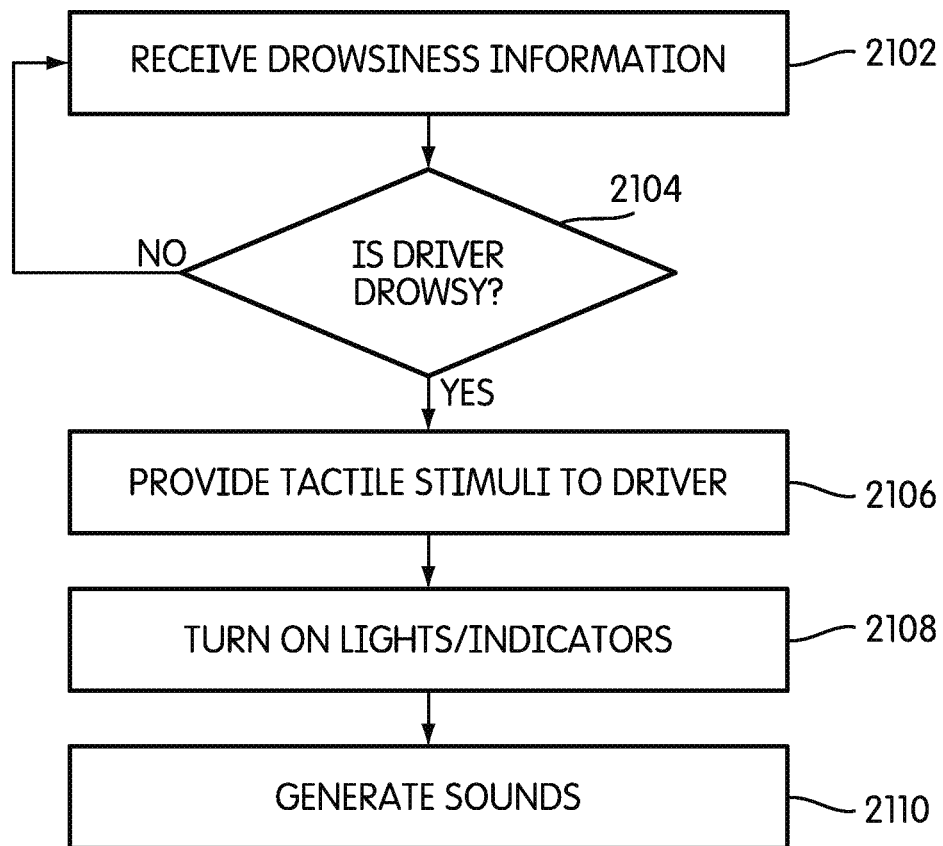 RECEIVE DROWSINESS INFORMATION
2102
2104
IS DRIVER
DROWSY?
NO
YES
PROVIDE TACTILE STIMULI TO DRIVER
2106
TURN ON LIGHTS/INDICATORS
2108
GENERATE SOUNDS
2110